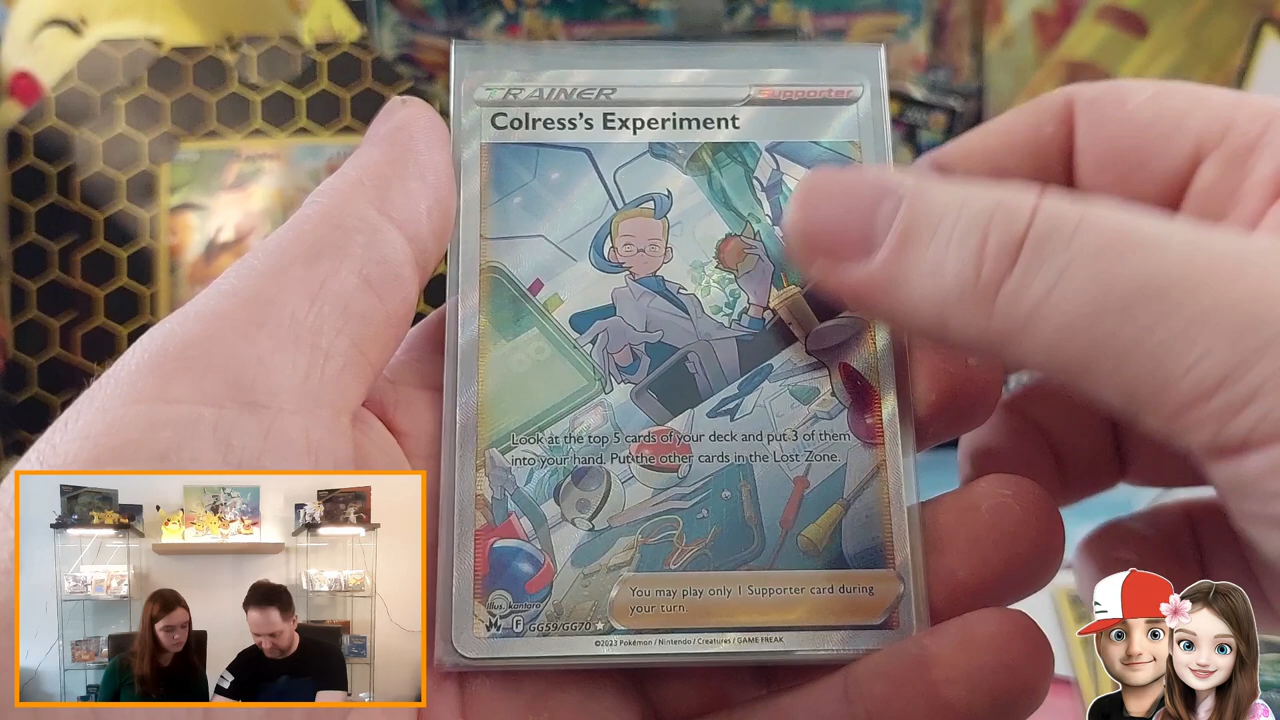 TRAINER Supporter
Colress's Experiment
Look at the top 5 cards of your deck and put 3 of them
into your hand. Put the other cards in the Lost Zone.
You may play only 1 Supporter card during
your turn.
Illus. kantaro
F GG59/GG70
©2023 Pokémon / Nintendo / Creatures / GAME FREAK